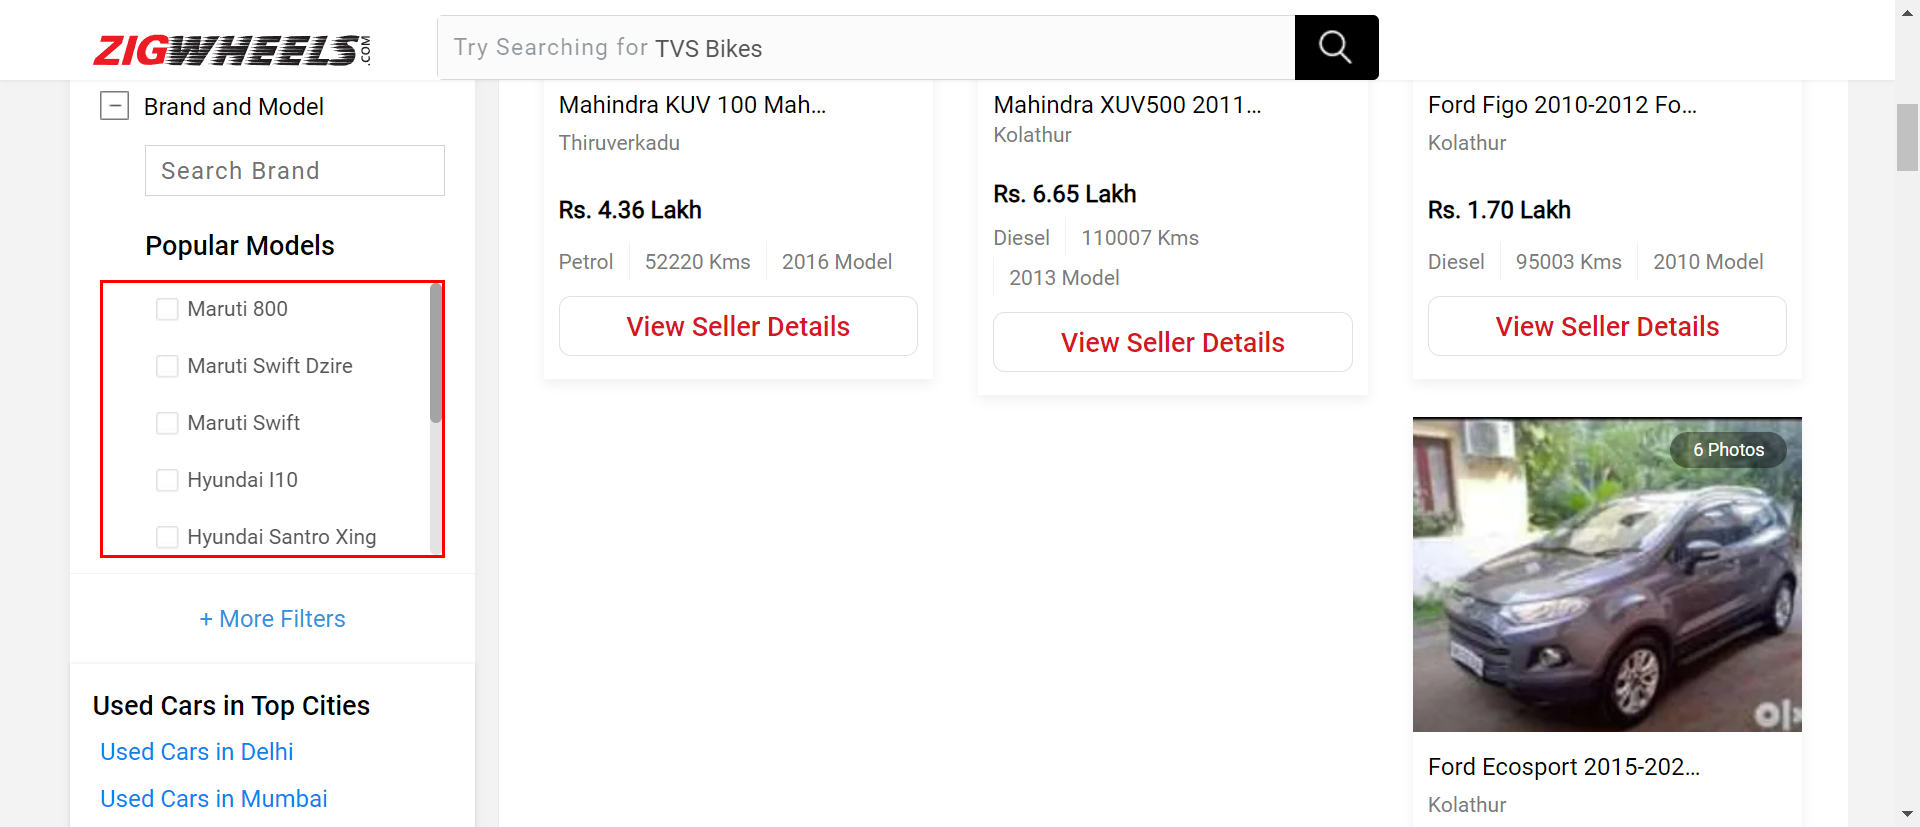 ZIGWHEELS.COM
Try Searching for TVS Bikes
Brand and Model
Search Brand
Popular Models
Maruti 800
Maruti Swift Dzire
Maruti Swift
Hyundai I10
Hyundai Santro Xing
+ More Filters
Used Cars in Top Cities
Used Cars in Delhi
Used Cars in Mumbai
Mahindra KUV 100 Mah...
Thiruverkadu
Rs. 4.36 Lakh
Petrol 52220 Kms 2016 Model
View Seller Details
Mahindra XUV500 2011...
Kolathur
Rs. 6.65 Lakh
Diesel 110007 Kms
2013 Model
View Seller Details
Ford Figo 2010-2012 Fo...
Kolathur
Rs. 1.70 Lakh
Diesel 95003 Kms 2010 Model
View Seller Details
6 Photos
Ford Ecosport 2015-202...
Kolathur